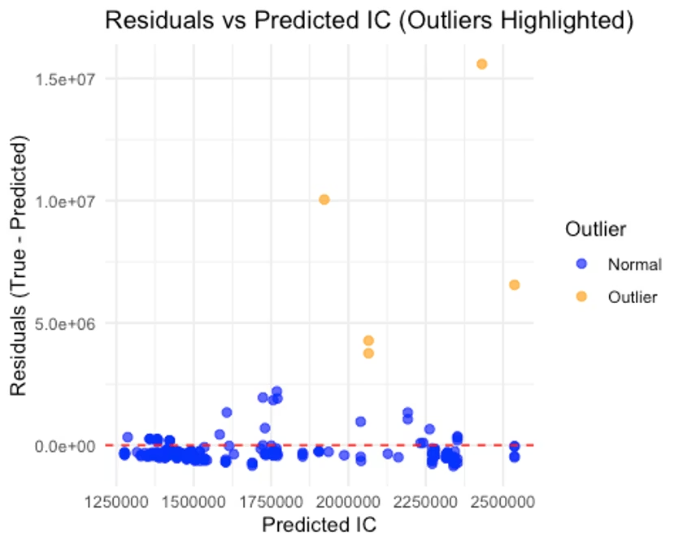 Residuals vs Predicted IC (Outliers Highlighted)
Residuals (True - Predicted)
1.5e+07
1.0e+07
5.0e+06
0.0e+00
1250000 1500000 1750000 2000000 2250000 2500000
Predicted IC
Outlier
Normal
Outlier